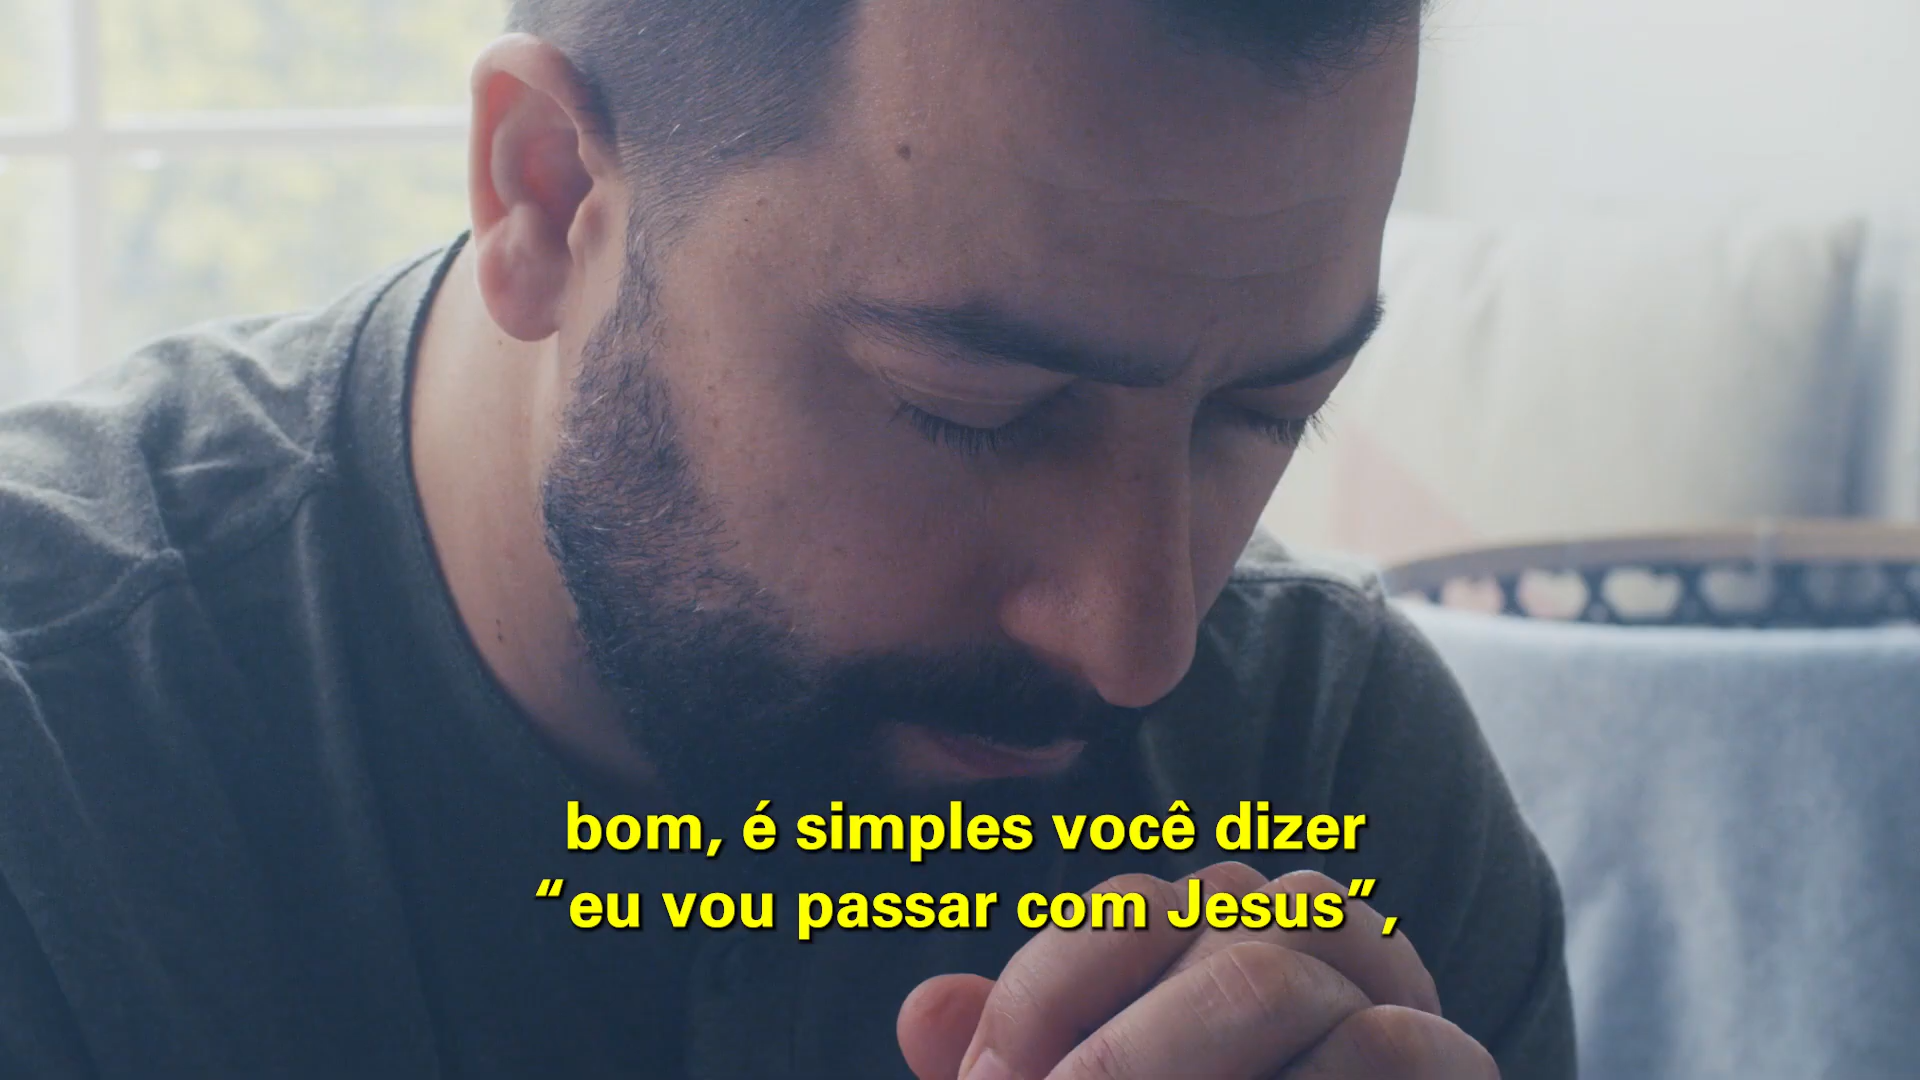 bom, é simples você dizer
“eu vou passar com Jesus”,